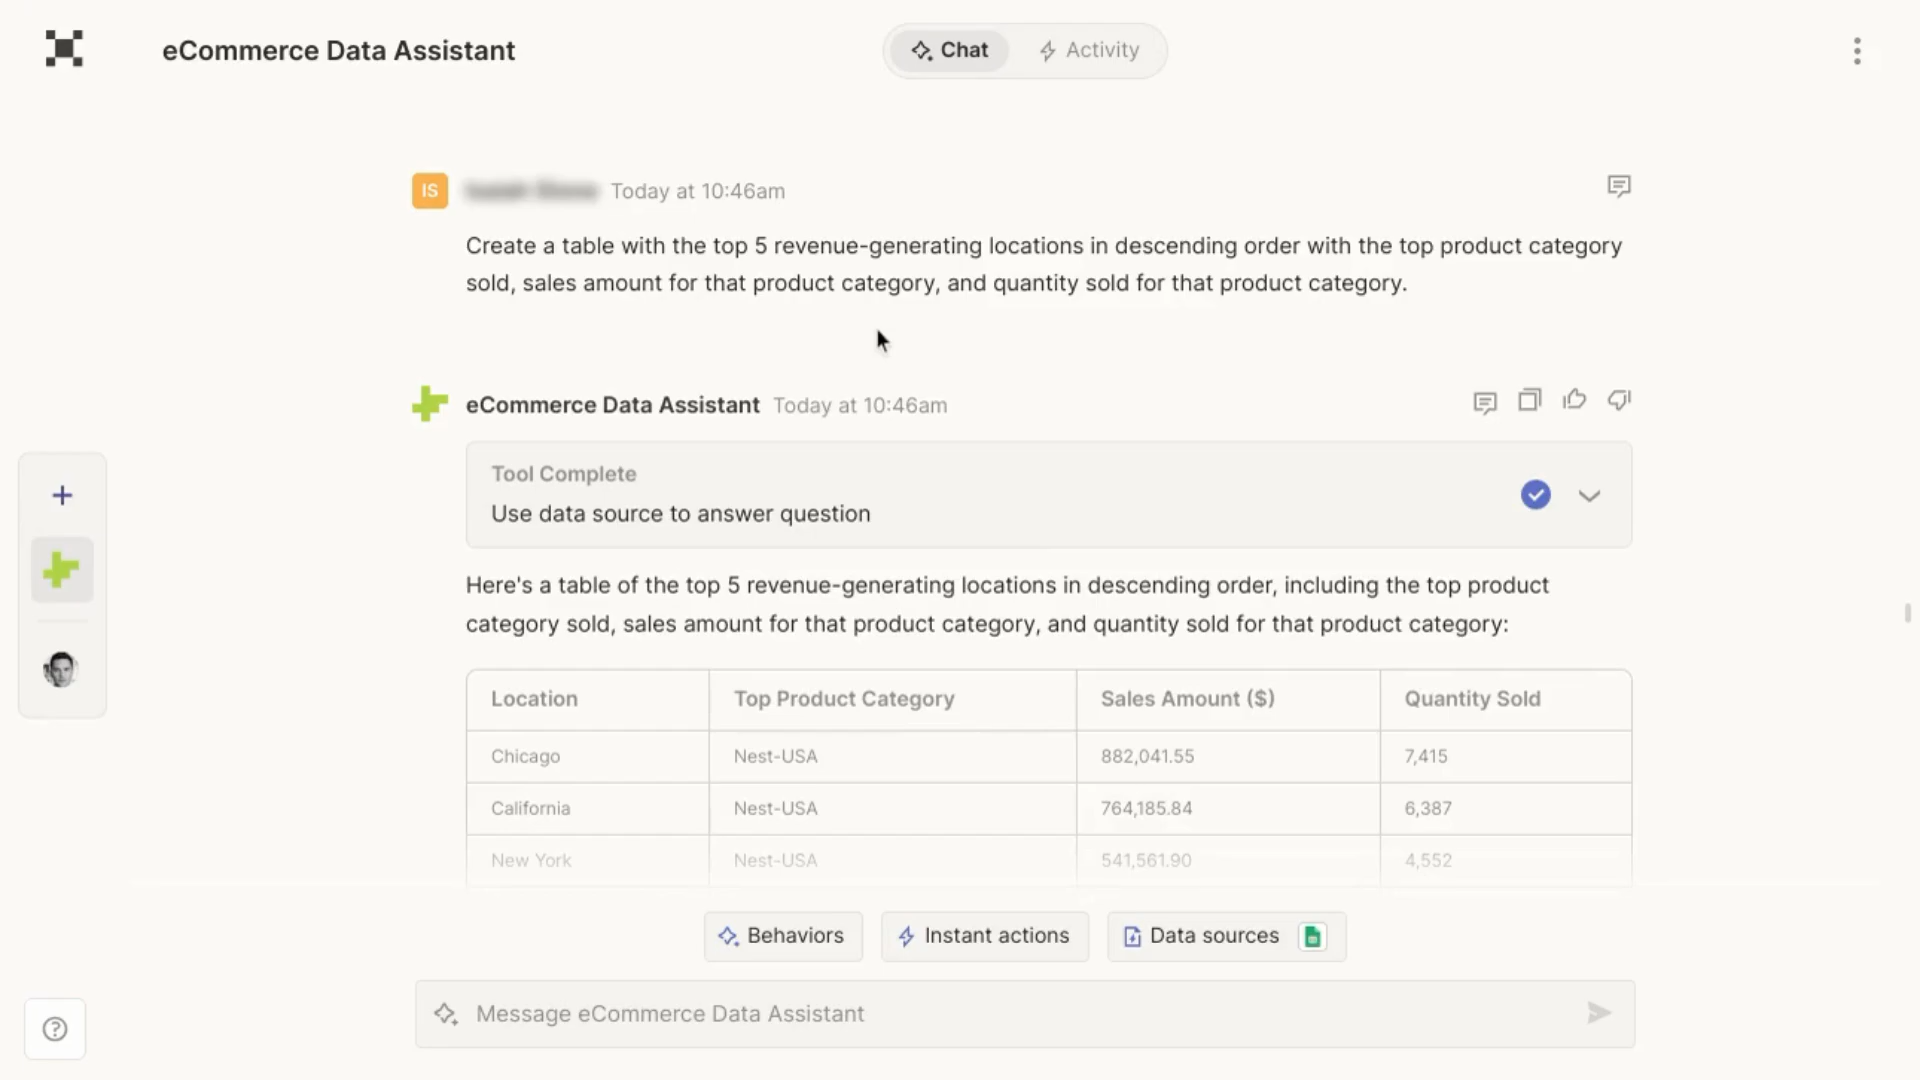 eCommerce Data Assistant
Chat
Activity
IS
Today at 10:46am
Create a table with the top 5 revenue-generating locations in descending order with the top product category
sold, sales amount for that product category, and quantity sold for that product category.
eCommerce Data Assistant Today at 10:46am
Tool Complete
Use data source to answer question
Here's a table of the top 5 revenue-generating locations in descending order, including the top product
category sold, sales amount for that product category, and quantity sold for that product category:
Location Top Product Category Sales Amount ($) Quantity Sold
Chicago Nest-USA 882,041.55 7,415
California Nest-USA 764,185.84 6,387
New York Nest-USA 541,561.90 4,552
Behaviors
Instant actions
Data sources
Message eCommerce Data Assistant